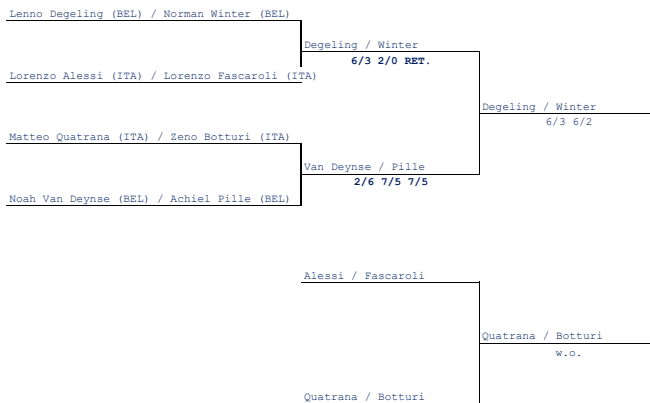 Lenno Degeling (BEL) / Norman Winter (BEL)
Degeling / Winter
6/3 2/0 RET.
Lorenzo Alessi (ITA) / Lorenzo Fascaroli (ITA)
Degeling / Winter
6/3 6/2
Matteo Quatrana (ITA) / Zeno Botturi (ITA)
Van Deynse / Pille
2/6 7/5 7/5
Noah Van Deynse (BEL) / Achiel Pille (BEL)
Alessi / Fascaroli
Quatrana / Botturi
w.o.
Quatrana / Botturi